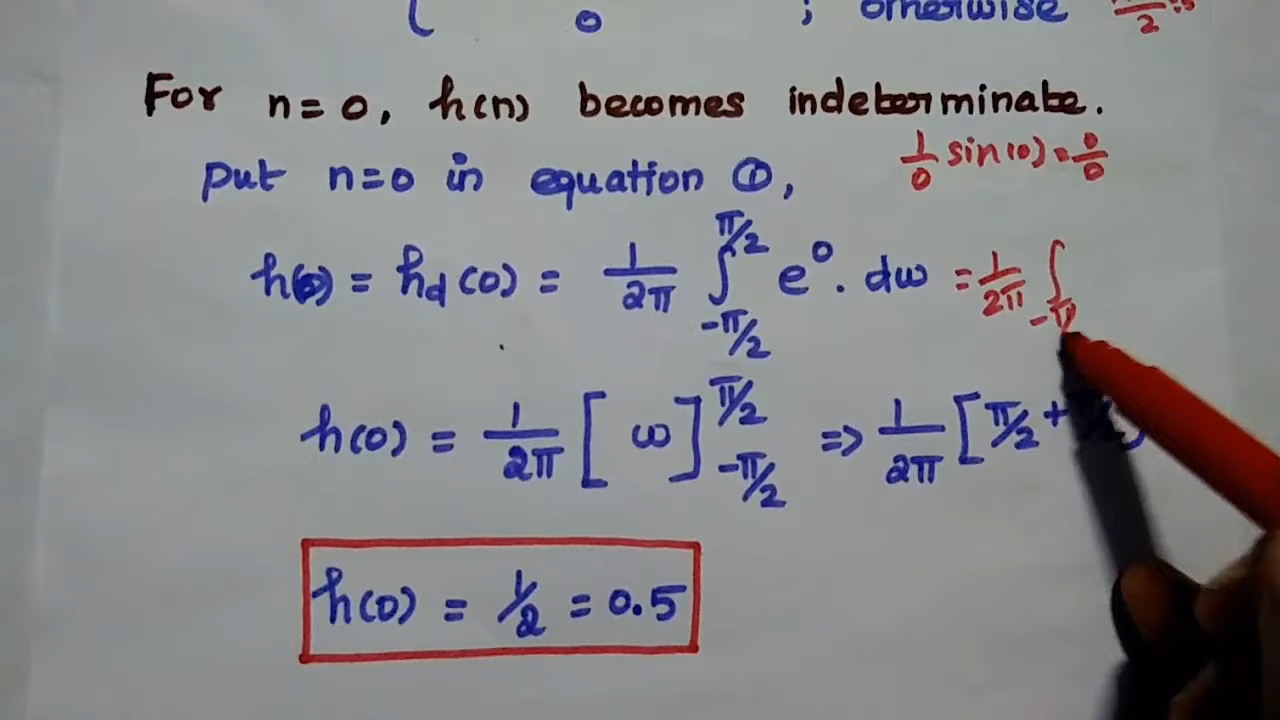 0 ; otherwise
For n=0, h(n) becomes indeterminate.
1/0 sin(0) = 0/0
put n=0 in equation ①,
h(0) = hd(0) = 1/2π ∫_{-π/2}^{π/2} e⁰. dω = 1/2π ∫
h(0) = 1/2π [ω]_{-π/2}^{π/2} => 1/2π [π/2 +
h(0) = 1/2 = 0.5